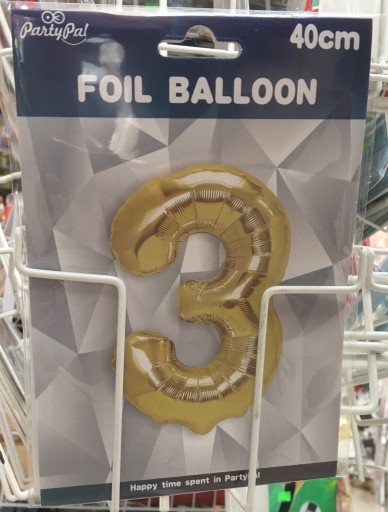 PartyPal
40cm
FOIL BALLOON
3
Happy time spent in PartyPal